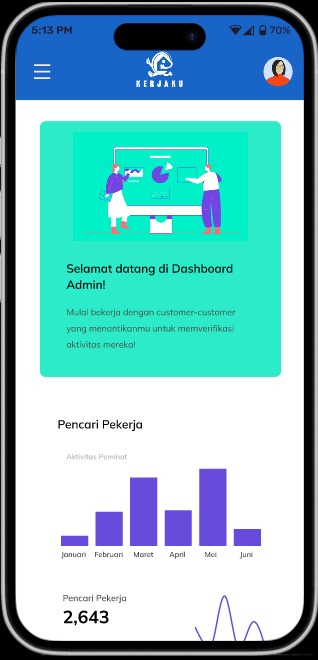 5:13 PM
70%
KERJAKU
Selamat datang di Dashboard
Admin!
Mulai bekerja dengan customer-customer
yang menantikanmu untuk memverifikasi
aktivitas mereka!
Pencari Pekerja
Aktivitas Peminat
Januari Februari Maret April Mei Juni
Pencari Pekerja
2,643